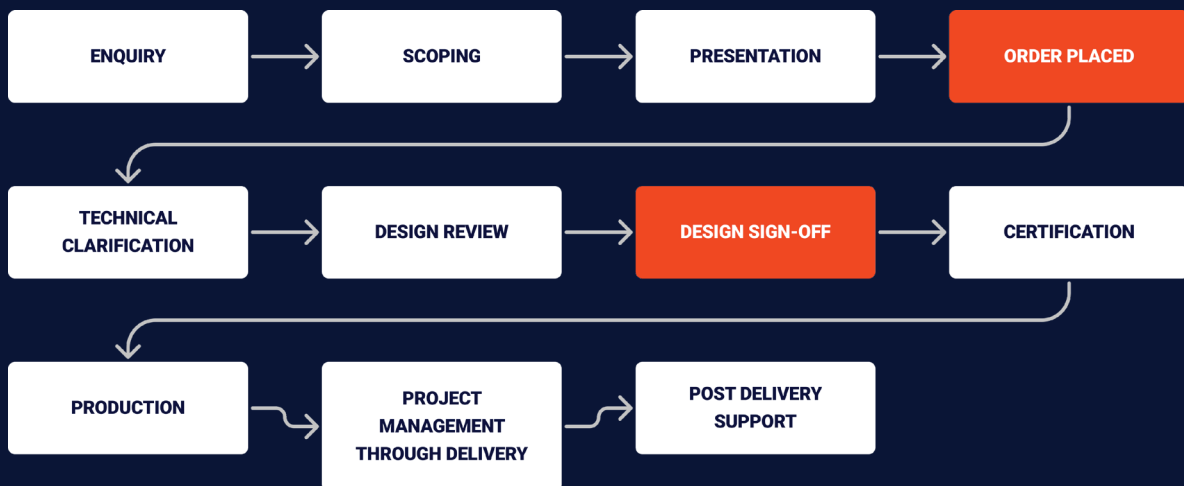 ENQUIRY
SCOPING
PRESENTATION
ORDER PLACED
TECHNICAL
CLARIFICATION
DESIGN REVIEW
DESIGN SIGN-OFF
CERTIFICATION
PRODUCTION
PROJECT
MANAGEMENT
THROUGH DELIVERY
POST DELIVERY
SUPPORT